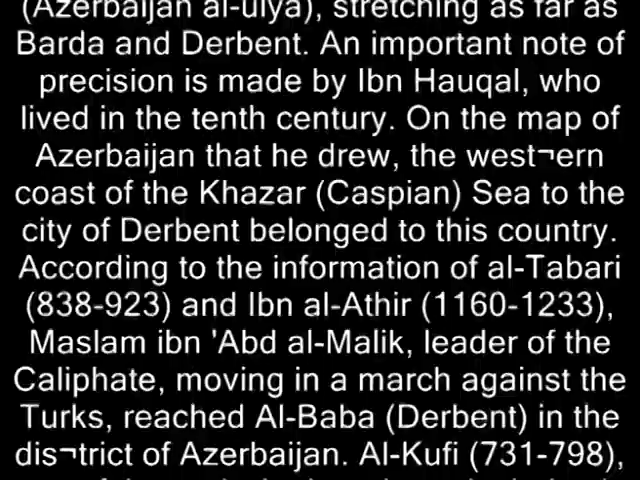 (Azerbaijan al-ulya), stretching as far as
Barda and Derbent. An important note of
precision is made by Ibn Hauqal, who
lived in the tenth century. On the map of
Azerbaijan that he drew, the west¬ern
coast of the Khazar (Caspian) Sea to the
city of Derbent belonged to this country.
According to the information of al-Tabari
(838-923) and Ibn al-Athir (1160-1233),
Maslam ibn 'Abd al-Malik, leader of the
Caliphate, moving in a march against the
Turks, reached Al-Baba (Derbent) in the
dis¬trict of Azerbaijan. Al-Kufi (731-798),